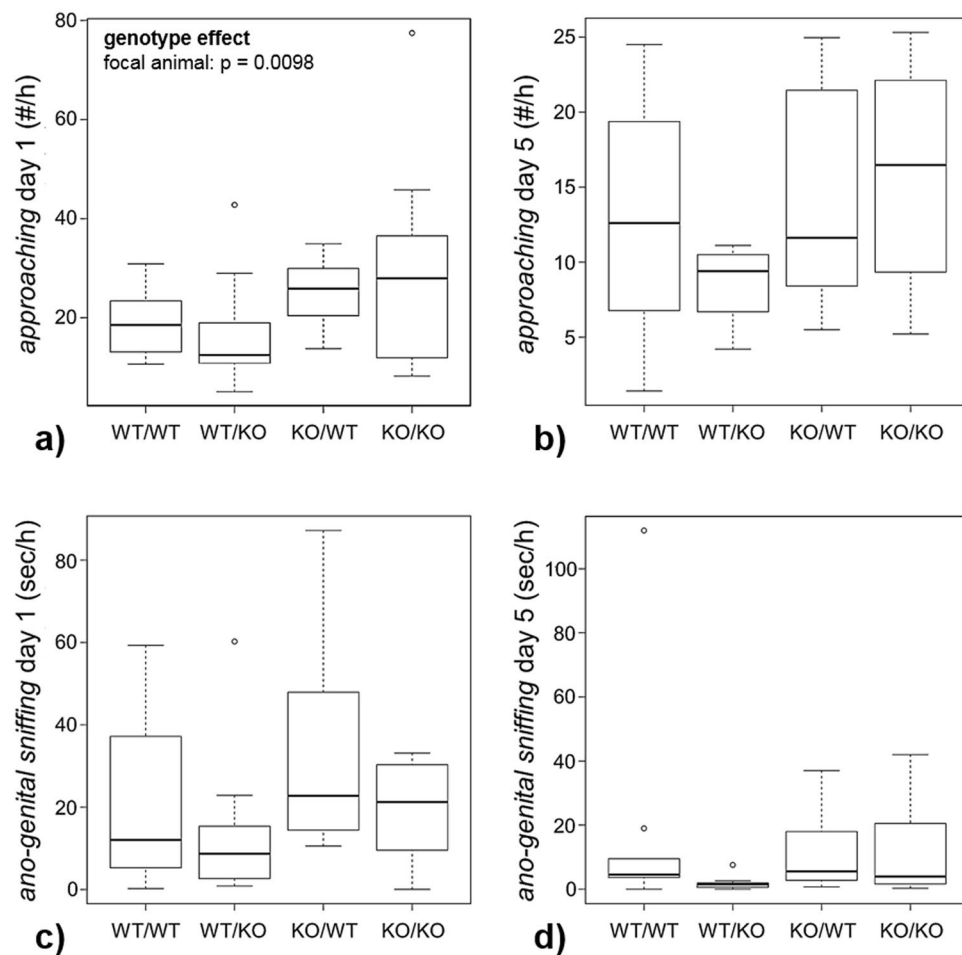 approaching day 1 (#/h)
80
60
40
20
genotype effect
focal animal: p = 0.0098
WT/WT WT/KO KO/WT KO/KO
a)
approaching day 5 (#/h)
25
20
15
10
5
WT/WT WT/KO KO/WT KO/KO
b)
ano-genital sniffing day 1 (sec/h)
80
60
40
20
0
WT/WT WT/KO KO/WT KO/KO
c)
ano-genital sniffing day 5 (sec/h)
100
80
60
40
20
0
WT/WT WT/KO KO/WT KO/KO
d)